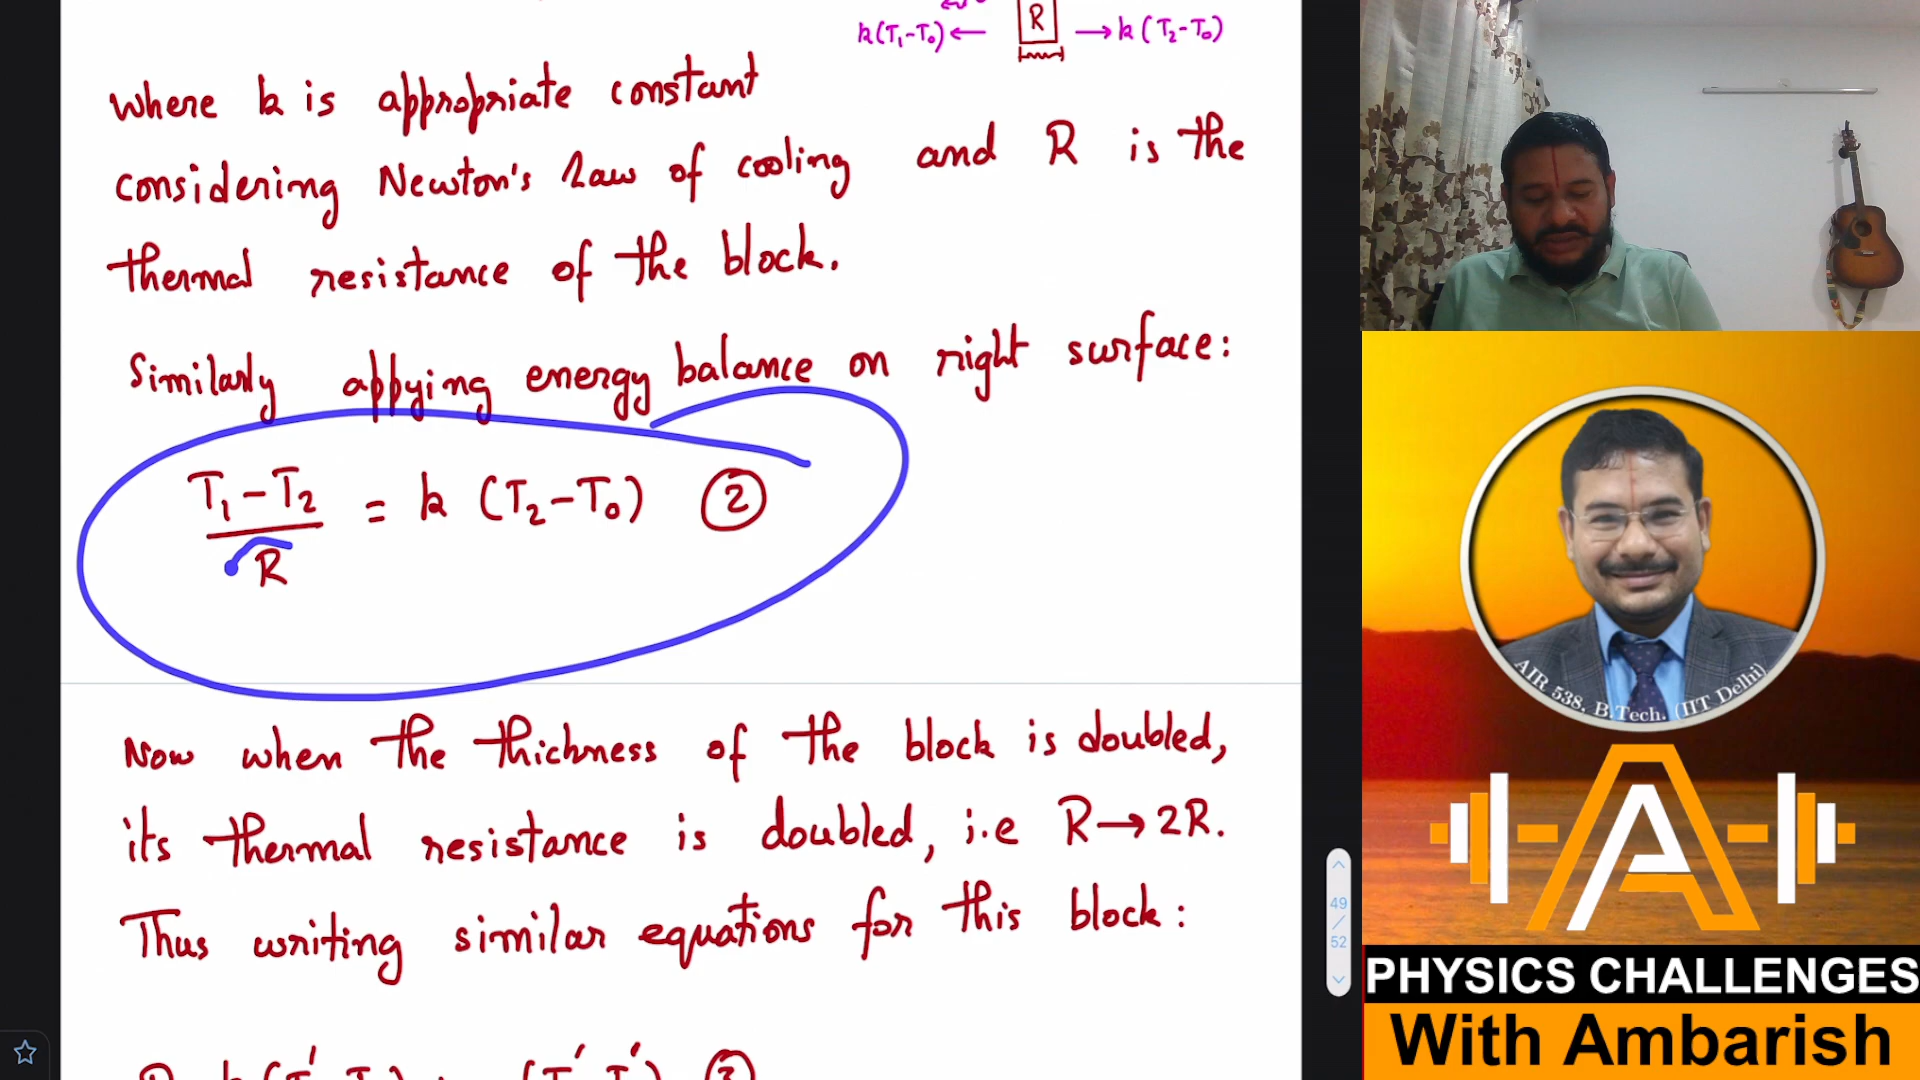 k(T₁-T₀) ← R → k(T₂-T₀)
where k is appropriate constant
considering Newton's law of cooling and R is the
thermal resistance of the block.
Similarly appying energy balance on right surface:
(T₁-T₂)/R = k (T₂-T₀) ②
Now when the thickness of the block is doubled,
its thermal resistance is doubled, i.e R→2R.
Thus writing similar equations for this block:
49
/
52
AIR 538, B.Tech. (IIT Delhi)
A
PHYSICS CHALLENGES
With Ambarish